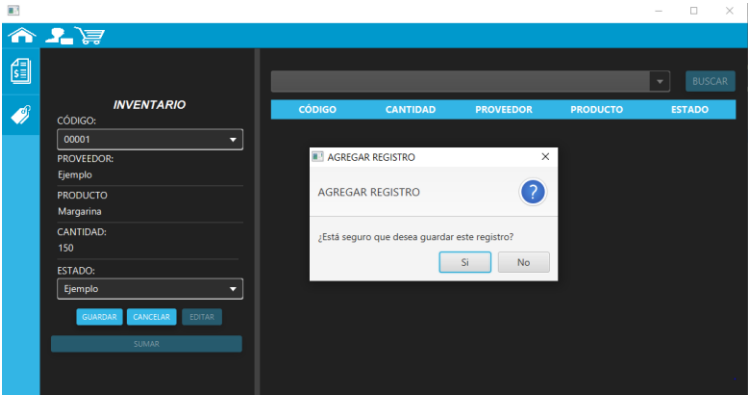 BUSCAR
INVENTARIO
CÓDIGO:
00001
PROVEEDOR:
Ejemplo
PRODUCTO
Margarina
CANTIDAD:
150
ESTADO:
Ejemplo
GUARDAR CANCELAR EDITAR
SUMAR
CÓDIGO CANTIDAD PROVEEDOR PRODUCTO ESTADO
AGREGAR REGISTRO
AGREGAR REGISTRO
?
¿Está seguro que desea guardar este registro?
Si No